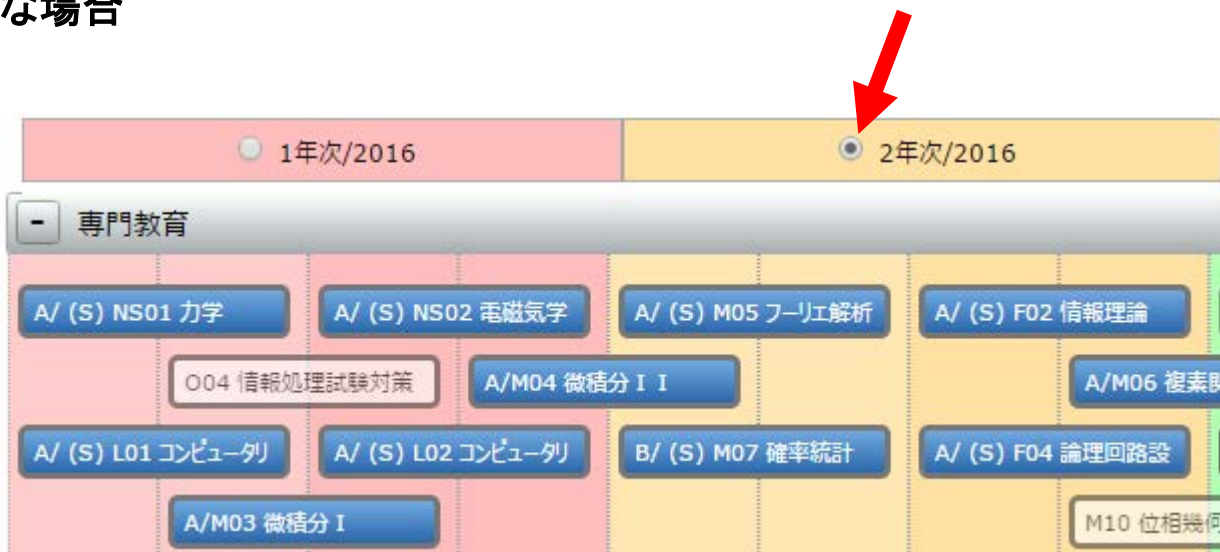 な場合
1年次/2016 2年次/2016
- 専門教育
A/ (S) NS01 力学 A/ (S) NS02 電磁気学 A/ (S) M05 フーリエ解析 A/ (S) F02 情報理論
O04 情報処理試験対策 A/M04 微積分ＩＩ A/M06 複素関
A/ (S) L01 コンピュータリ A/ (S) L02 コンピュータリ B/ (S) M07 確率統計 A/ (S) F04 論理回路設
A/M03 微積分Ｉ M10 位相幾何